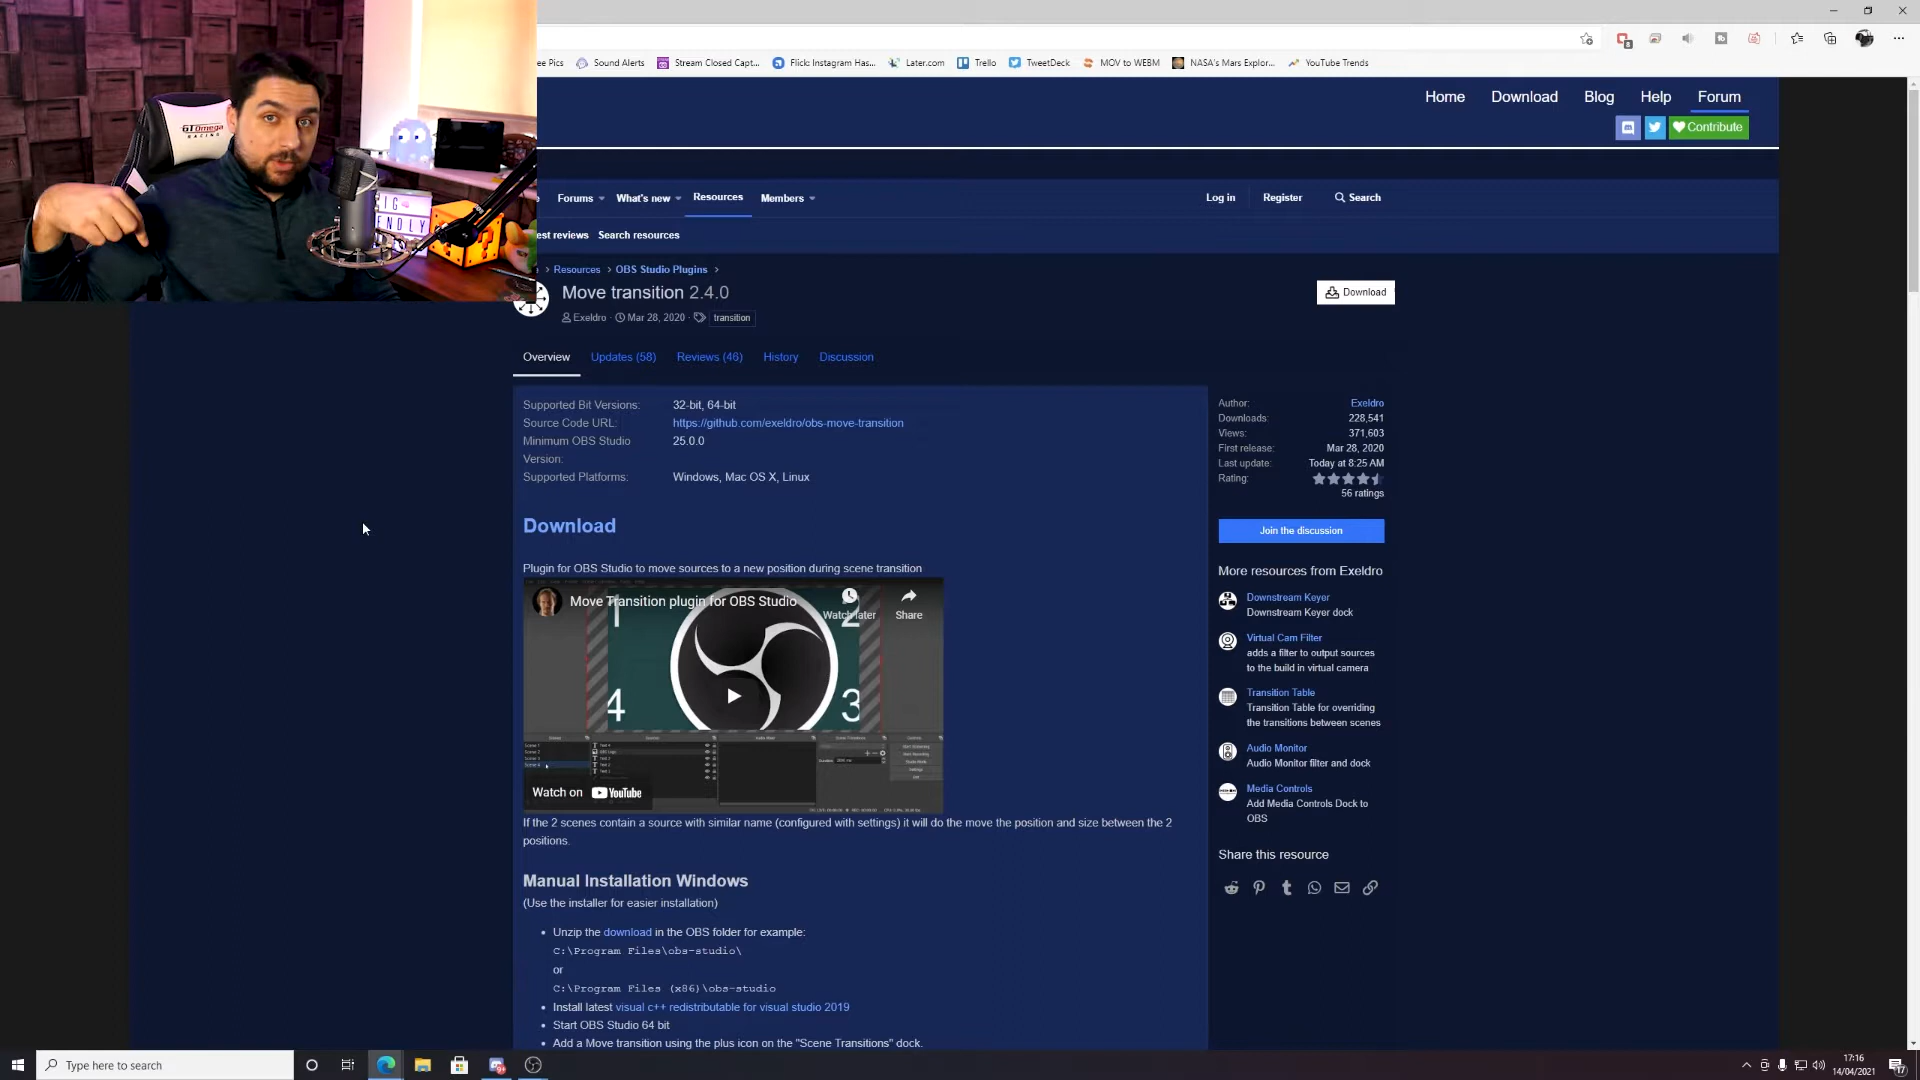 GTOmega
RACING
ee Pics
Sound Alerts
Stream Closed Capt...
Flick: Instagram Has...
Later.com
Trello
TweetDeck
MOV to WEBM
NASA's Mars Explor...
YouTube Trends
Home
Download
Blog
Help
Forum
Contribute
Forums
What's new
Resources
Members
Log in
Register
Search
est reviews
Search resources
Resources
OBS Studio Plugins
Move transition 2.4.0
Download
Exeldro
Mar 28, 2020
transition
Overview
Updates (58)
Reviews (46)
History
Discussion
Supported Bit Versions: 32-bit, 64-bit
Source Code URL: https://github.com/exeldro/obs-move-transition
Minimum OBS Studio 25.0.0
Version:
Supported Platforms: Windows, Mac OS X, Linux
Download
Plugin for OBS Studio to move sources to a new position during scene transition
Move Transition plugin for OBS Studio
Watch later
Share
1
2
4
3
Watch on YouTube
If the 2 scenes contain a source with similar name (configured with settings) it will do the move the position and size between the 2
positions.
Manual Installation Windows
(Use the installer for easier installation)
Unzip the download in the OBS folder for example:
C:\Program Files\obs-studio\
or
C:\Program Files (x86)\obs-studio
Install latest visual c++ redistributable for visual studio 2019
Start OBS Studio 64 bit
Add a Move transition using the plus icon on the "Scene Transitions" dock.
Author: Exeldro
Downloads: 228,541
Views: 371,603
First release: Mar 28, 2020
Last update: Today at 8:25 AM
Rating:
56 ratings
Join the discussion
More resources from Exeldro
Downstream Keyer
Downstream Keyer dock
Virtual Cam Filter
adds a filter to output sources
to the build in virtual camera
Transition Table
Transition Table for overriding
the transitions between scenes
Audio Monitor
Audio Monitor filter and dock
Media Controls
Add Media Controls Dock to
OBS
Share this resource
Type here to search
17:16
14/04/2021